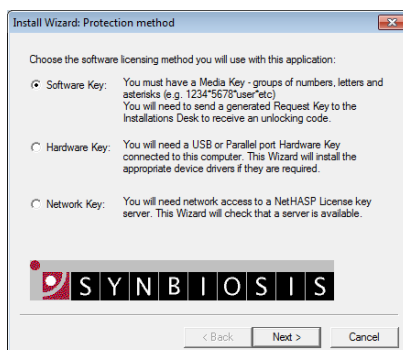 Install Wizard: Protection method
Choose the software licensing method you will use with this application:
Software Key:
You must have a Media Key - groups of numbers, letters and
asterisks (e.g. 1234*5678*user*etc)
You will need to send a generated Request Key to the
Installations Desk to receive an unlocking code.
Hardware Key:
You will need a USB or Parallel port Hardware Key
connected to this computer. This Wizard will install the
appropriate device drivers if they are required.
Network Key:
You will need network access to a NetHASP License key
server. This Wizard will check that a server is available.
SYNBIOSIS
< Back
Next >
Cancel